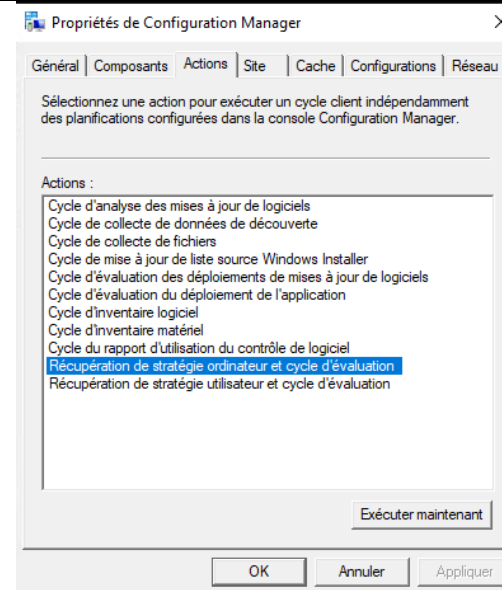 Propriétés de Configuration Manager
Général Composants Actions Site Cache Configurations Réseau
Sélectionnez une action pour exécuter un cycle client indépendamment
des planifications configurées dans la console Configuration Manager.
Actions :
Cycle d'analyse des mises à jour de logiciels
Cycle de collecte de données de découverte
Cycle de collecte de fichiers
Cycle de mise à jour de liste source Windows Installer
Cycle d'évaluation des déploiements de mises à jour de logiciels
Cycle d'évaluation du déploiement de l'application
Cycle d'inventaire logiciel
Cycle d'inventaire matériel
Cycle du rapport d'utilisation du contrôle de logiciel
Récupération de stratégie ordinateur et cycle d'évaluation
Récupération de stratégie utilisateur et cycle d'évaluation
Exécuter maintenant
OK Annuler Appliquer